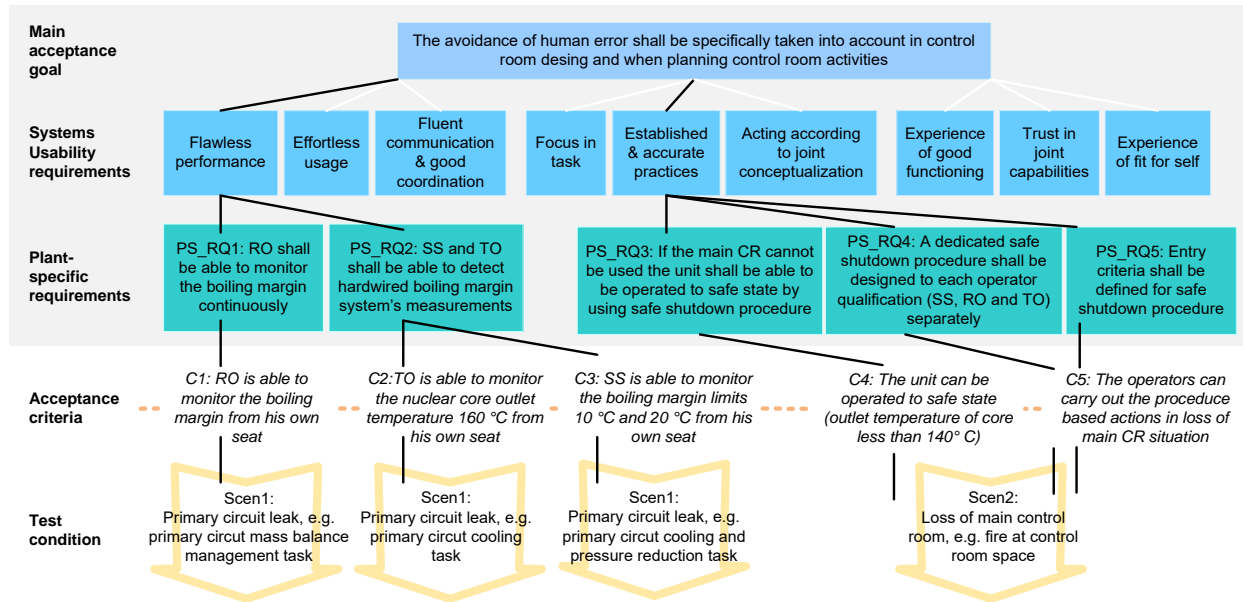 Main
acceptance
goal
The avoidance of human error shall be specifically taken into account in control
room desing and when planning control room activities
Systems
Usability
requirements
Flawless
performance
Effortless
usage
Fluent
communication
& good
coordination
Focus in
task
Established
& accurate
practices
Acting according
to joint
conceptualization
Experience
of good
functioning
Trust in
joint
capabilities
Experience
of fit for self
Plant-
specific
requirements
PS_RQ1: RO shall
be able to monitor
the boiling margin
continuously
PS_RQ2: SS and TO
shall be able to detect
hardwired boiling margin
system's measurements
PS_RQ3: If the main CR cannot
be used the unit shall be able to
be operated to safe state by
using safe shutdown procedure
PS_RQ4: A dedicated safe
shutdown procedure shall be
designed to each operator
qualification (SS, RO and TO)
separately
PS_RQ5: Entry
criteria shall be
defined for safe
shutdown procedure
Acceptance
criteria
C1: RO is able to
monitor the boiling
margin from his own
seat
C2:TO is able to monitor
the nuclear core outlet
temperature 160 °C from
his own seat
C3: SS is able to monitor
the boiling margin limits
10 °C and 20 °C from his
own seat
C4: The unit can be
operated to safe state
(outlet temperature of core
less than 140° C)
C5: The operators can
carry out the proceduce
based actions in loss of
main CR situation
Test
condition
Scen1:
Primary circuit leak, e.g.
primary circut mass balance
management task
Scen1:
Primary circuit leak, e.g.
primary circut cooling
task
Scen1:
Primary circuit leak, e.g.
primary circut cooling and
pressure reduction task
Scen2:
Loss of main control
room, e.g. fire at control
room space